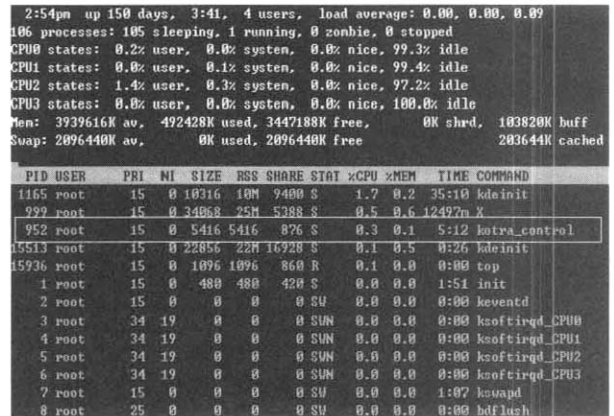 2:54pm up 150 days, 3:41, 4 users, load average: 0.00, 0.00, 0.09
106 processes: 105 sleeping, 1 running, 0 zombie, 0 stopped
CPU0 states: 0.2% user, 0.0% system, 0.0% nice, 99.3% idle
CPU1 states: 0.0% user, 0.1% system, 0.0% nice, 99.4% idle
CPU2 states: 1.4% user, 0.3% system, 0.0% nice, 97.2% idle
CPU3 states: 0.0% user, 0.0% system, 0.0% nice, 100.0% idle
Mem: 3939616K av, 492428K used, 3447188K free, 0K shrd, 103820K buff
Swap: 2096440K av, 0K used, 2096440K free 203644K cached
PID USER PRI NI SIZE RSS SHARE STAT %CPU %MEM TIME COMMAND
1165 root 15 0 10316 10M 9400 S 1.7 0.2 35:10 kdeinit
999 root 15 0 34068 25M 5388 S 0.5 0.6 12497m X
952 root 15 0 5416 5416 876 S 0.3 0.1 5:12 kotra_control
15513 root 15 0 22856 22M 16928 S 0.1 0.5 0:26 kdeinit
15936 root 15 0 1096 1096 860 R 0.1 0.0 0:00 top
1 root 15 0 480 480 420 S 0.0 0.0 1:51 init
2 root 15 0 0 0 0 SW 0.0 0.0 0:00 keventd
3 root 34 19 0 0 0 SWN 0.0 0.0 0:00 ksoftirqd_CPU0
4 root 34 19 0 0 0 SWN 0.0 0.0 0:00 ksoftirqd_CPU1
5 root 34 19 0 0 0 SWN 0.0 0.0 0:00 ksoftirqd_CPU2
6 root 34 19 0 0 0 SWN 0.0 0.0 0:00 ksoftirqd_CPU3
7 root 15 0 0 0 0 SW 0.0 0.0 1:07 kswapd
8 root 25 0 0 0 0 SW 0.0 0.0 0:00 bdflush